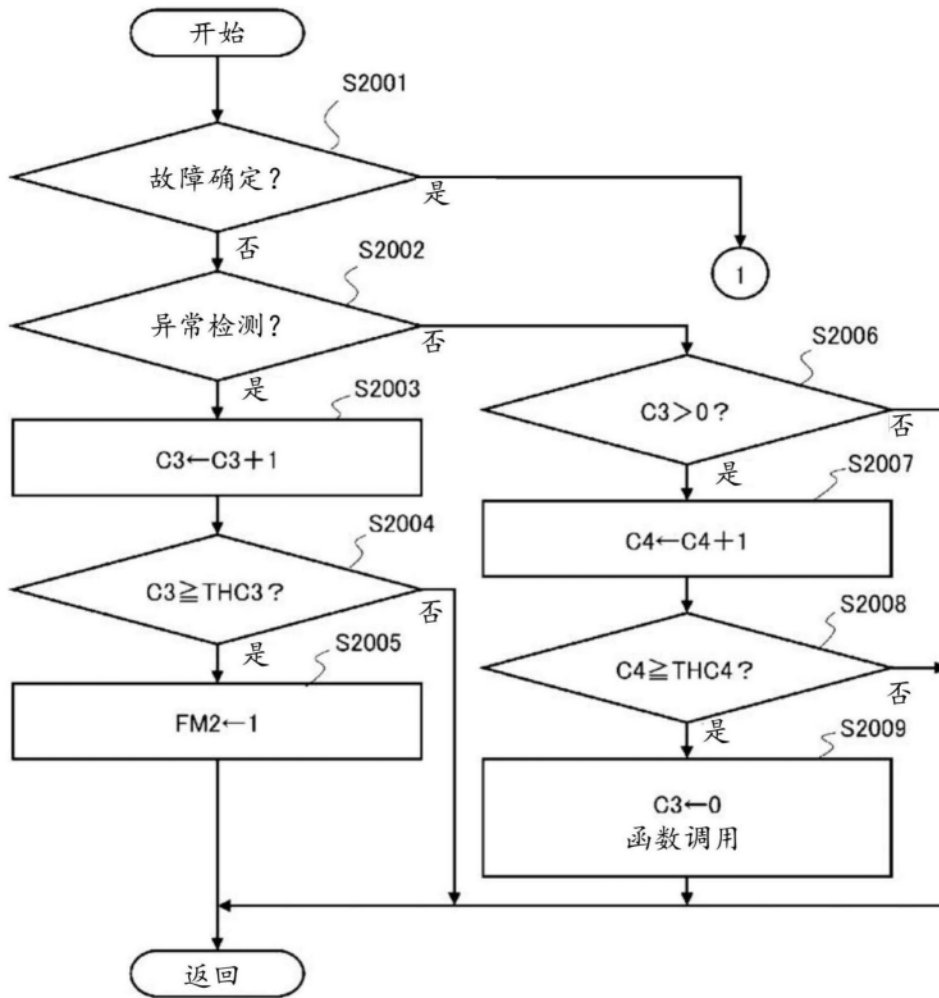 开始
S2001
故障确定?
是
否
1
S2002
异常检测?
否
是
S2003
C3←C3+1
S2004
C3≧THC3?
否
是
S2005
FM2←1
S2006
C3>0?
否
是
S2007
C4←C4+1
S2008
C4≧THC4?
否
是
S2009
C3←0
函数调用
返回